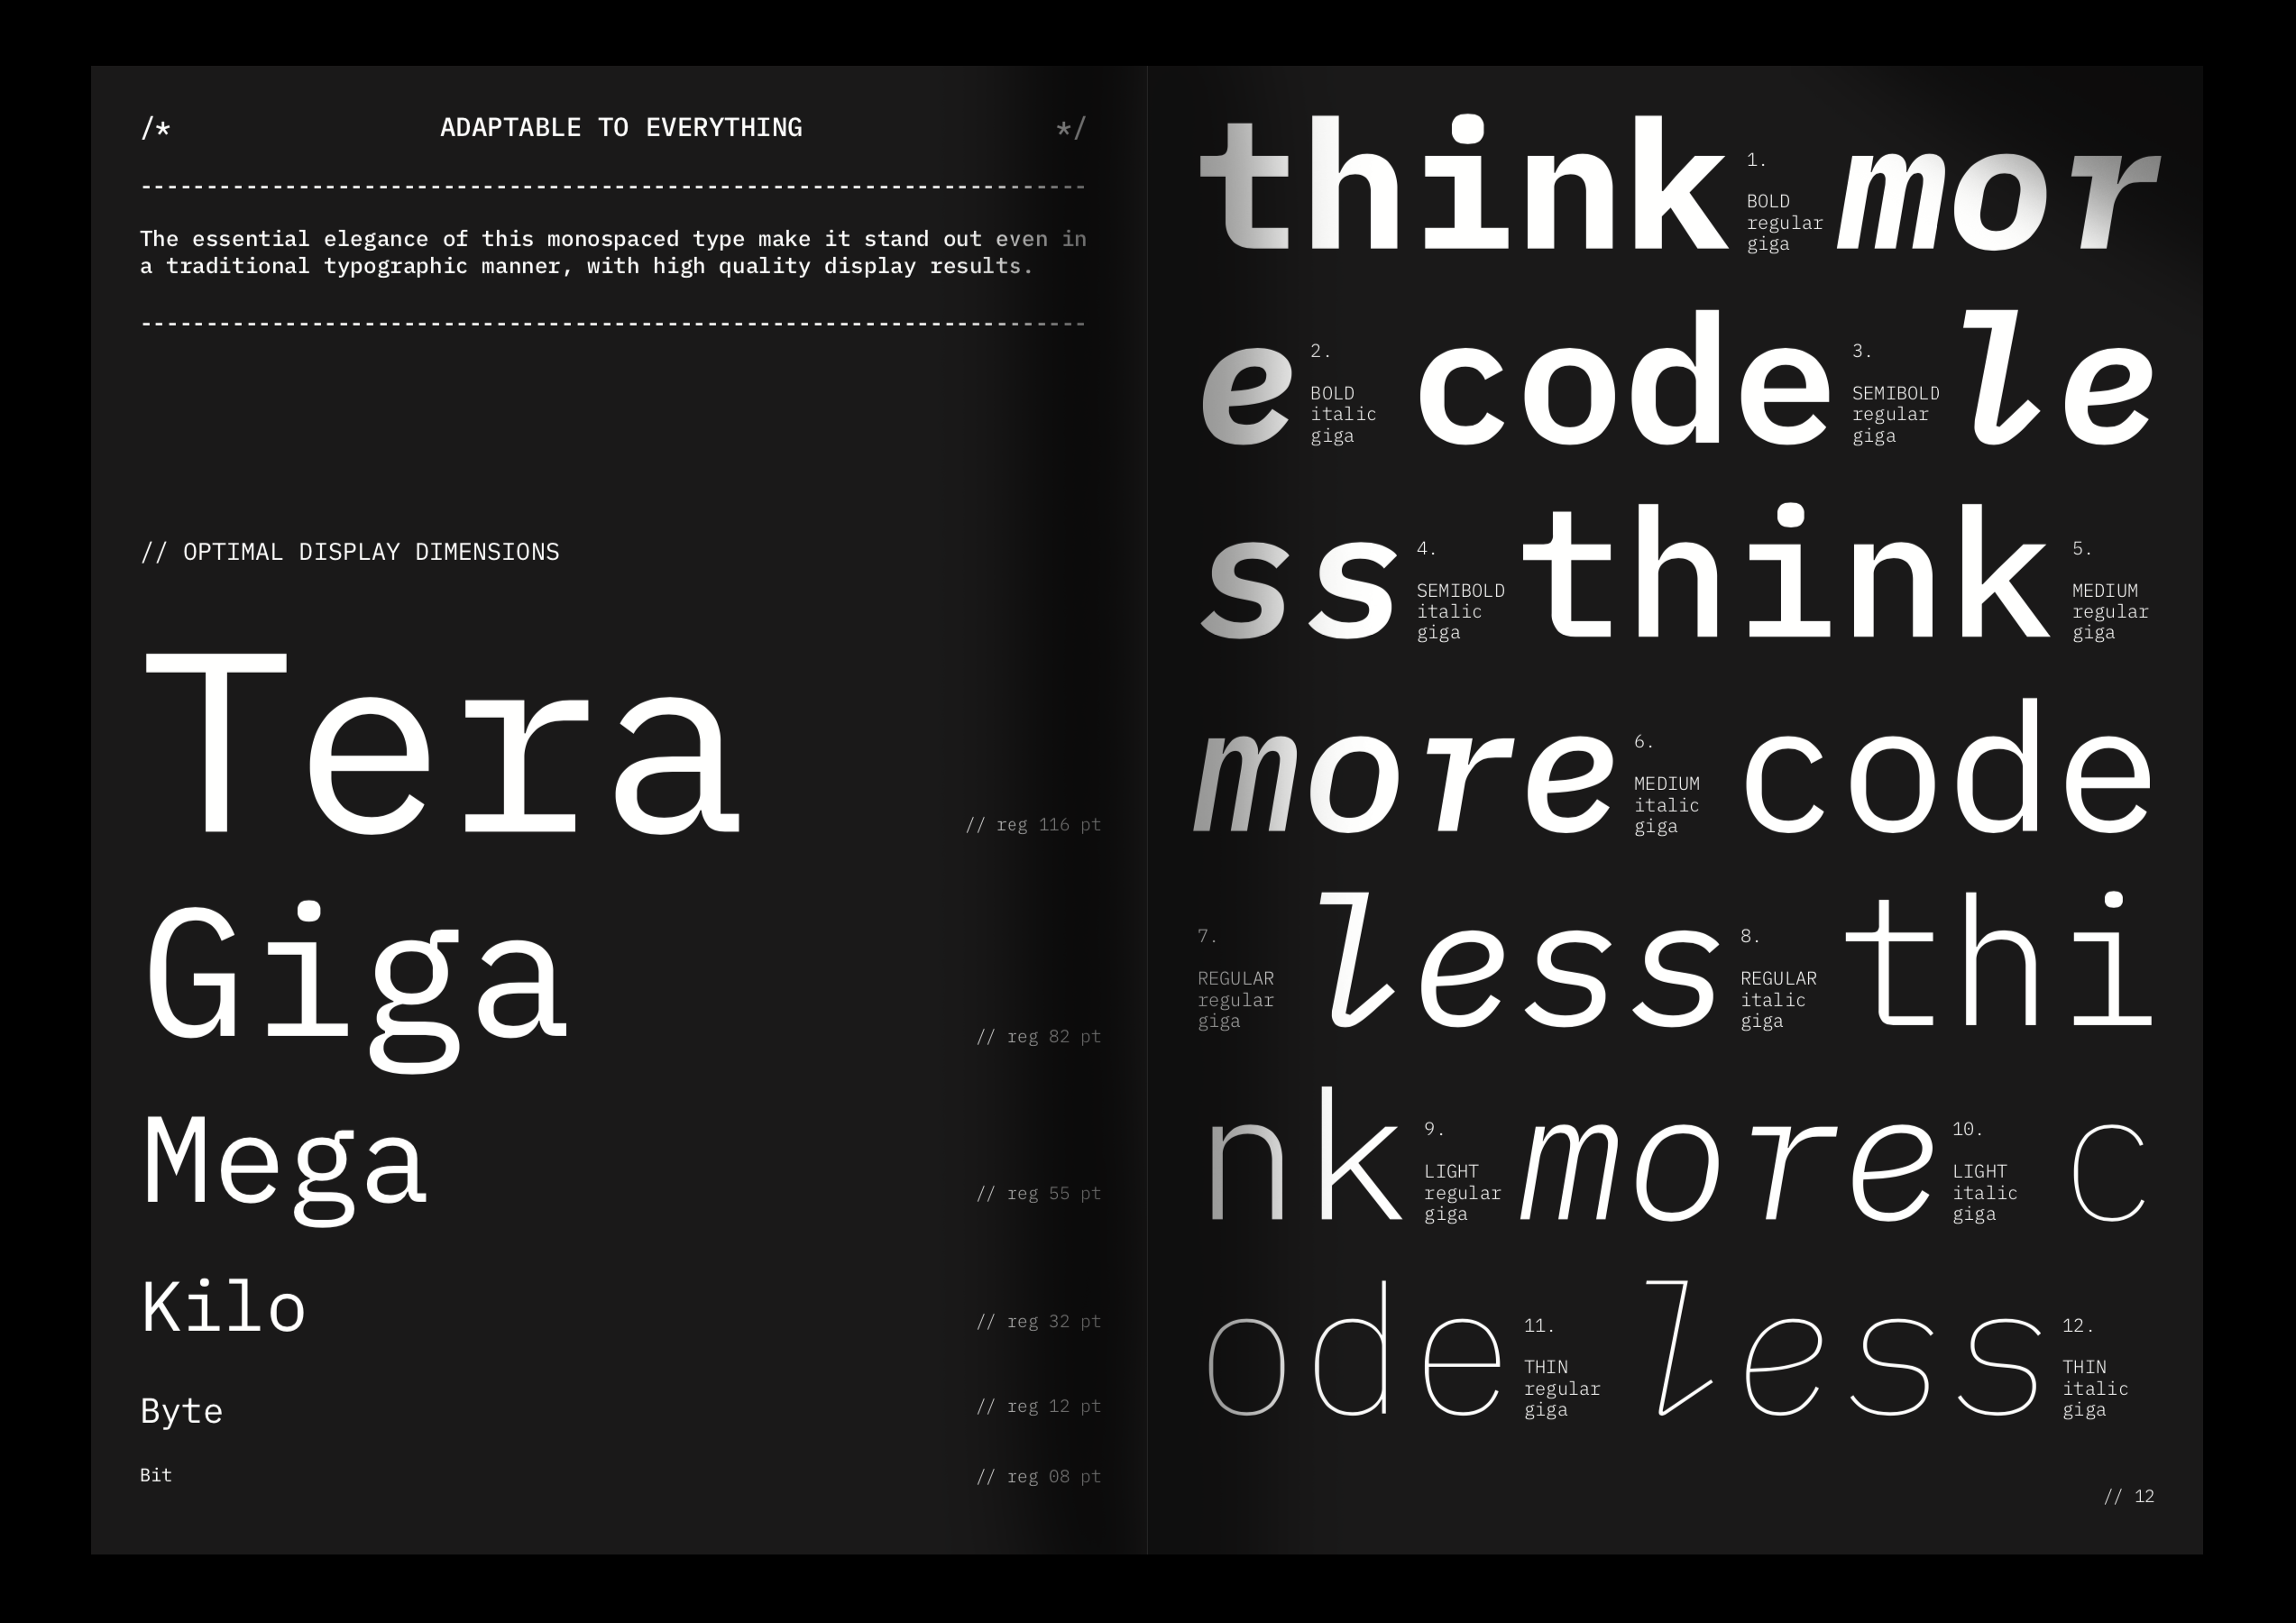 /* ADAPTABLE TO EVERYTHING */
--------------------------------------------------------------------------------
The essential elegance of this monospaced type make it stand out even in
a traditional typographic manner, with high quality display results.
--------------------------------------------------------------------------------
// OPTIMAL DISPLAY DIMENSIONS
Tera // reg 116 pt
Giga // reg 82 pt
Mega // reg 55 pt
Kilo // reg 32 pt
Byte // reg 12 pt
Bit // reg 08 pt
think
1.
BOLD
regular
giga
mor
e
2.
BOLD
italic
giga
code
3.
SEMIBOLD
regular
giga
le
ss
4.
SEMIBOLD
italic
giga
think
5.
MEDIUM
regular
giga
more
6.
MEDIUM
italic
giga
code
7.
REGULAR
regular
giga
less
8.
REGULAR
italic
giga
thi
nk
9.
LIGHT
regular
giga
more
10.
LIGHT
italic
giga
c
ode
11.
THIN
regular
giga
less
12.
THIN
italic
giga
// 12